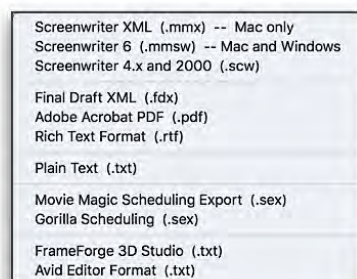 Screenwriter XML (.mmx) -- Mac only
Screenwriter 6 (.mmsw) -- Mac and Windows
Screenwriter 4.x and 2000 (.scw)
Final Draft XML (.fdx)
Adobe Acrobat PDF (.pdf)
Rich Text Format (.rtf)
Plain Text (.txt)
Movie Magic Scheduling Export (.sex)
Gorilla Scheduling (.sex)
FrameForge 3D Studio (.txt)
Avid Editor Format (.txt)